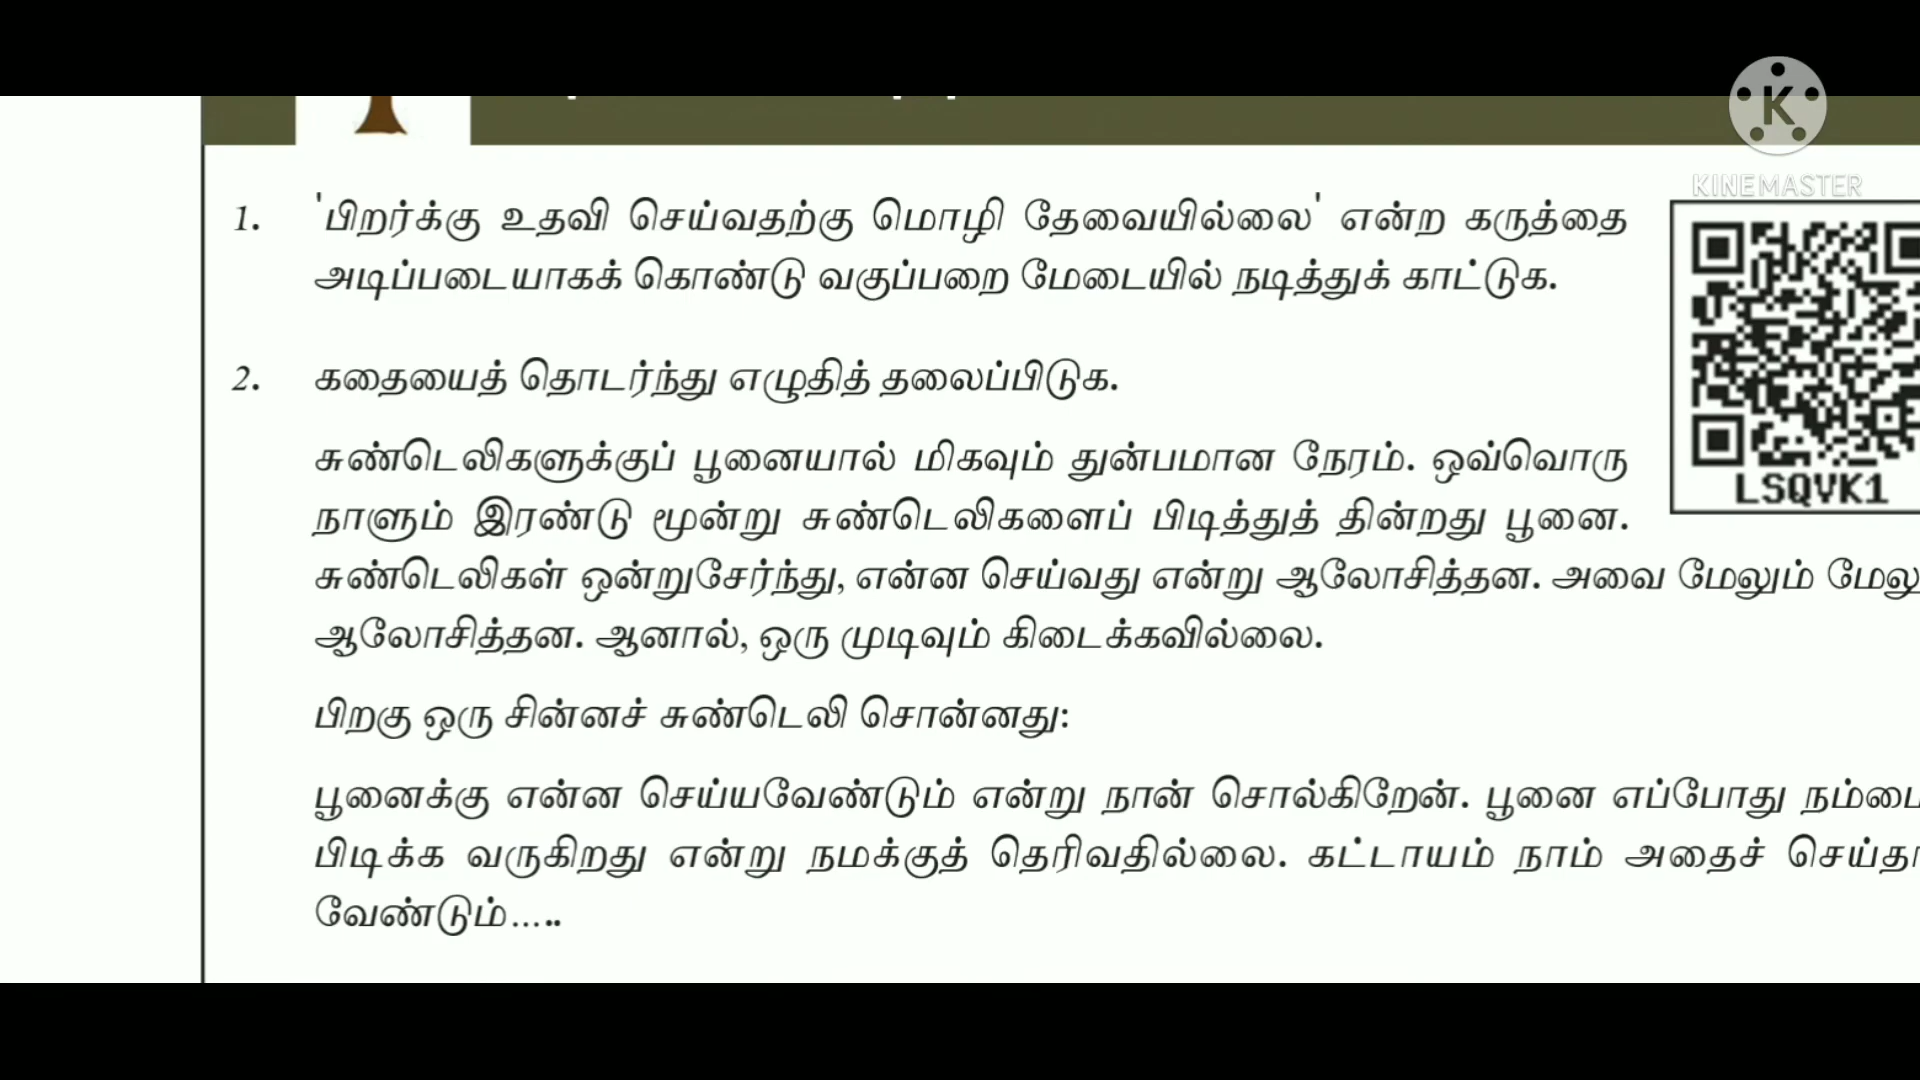 KINEMASTER
1. 'பிறர்க்கு உதவி செய்வதற்கு மொழி தேவையில்லை' என்ற கருத்தை
அடிப்படையாகக் கொண்டு வகுப்பறை மேடையில் நடித்துக் காட்டுக.
2. கதையைத் தொடர்ந்து எழுதித் தலைப்பிடுக.
சுண்டெலிகளுக்குப் பூனையால் மிகவும் துன்பமான நேரம். ஒவ்வொரு
நாளும் இரண்டு மூன்று சுண்டெலிகளைப் பிடித்துத் தின்றது பூனை.
LSQVK1
சுண்டெலிகள் ஒன்றுசேர்ந்து, என்ன செய்வது என்று ஆலோசித்தன. அவை மேலும்
ஆலோசித்தன. ஆனால், ஒரு முடிவும் கிடைக்கவில்லை.
பிறகு ஒரு சின்னச் சுண்டெலி சொன்னது:
பூனைக்கு என்ன செய்யவேண்டும் என்று நான் சொல்கிறேன். பூனை எப்போது
பிடிக்க வருகிறது என்று நமக்குத் தெரிவதில்லை. கட்டாயம் நாம் அதைச்
வேண்டும்.....